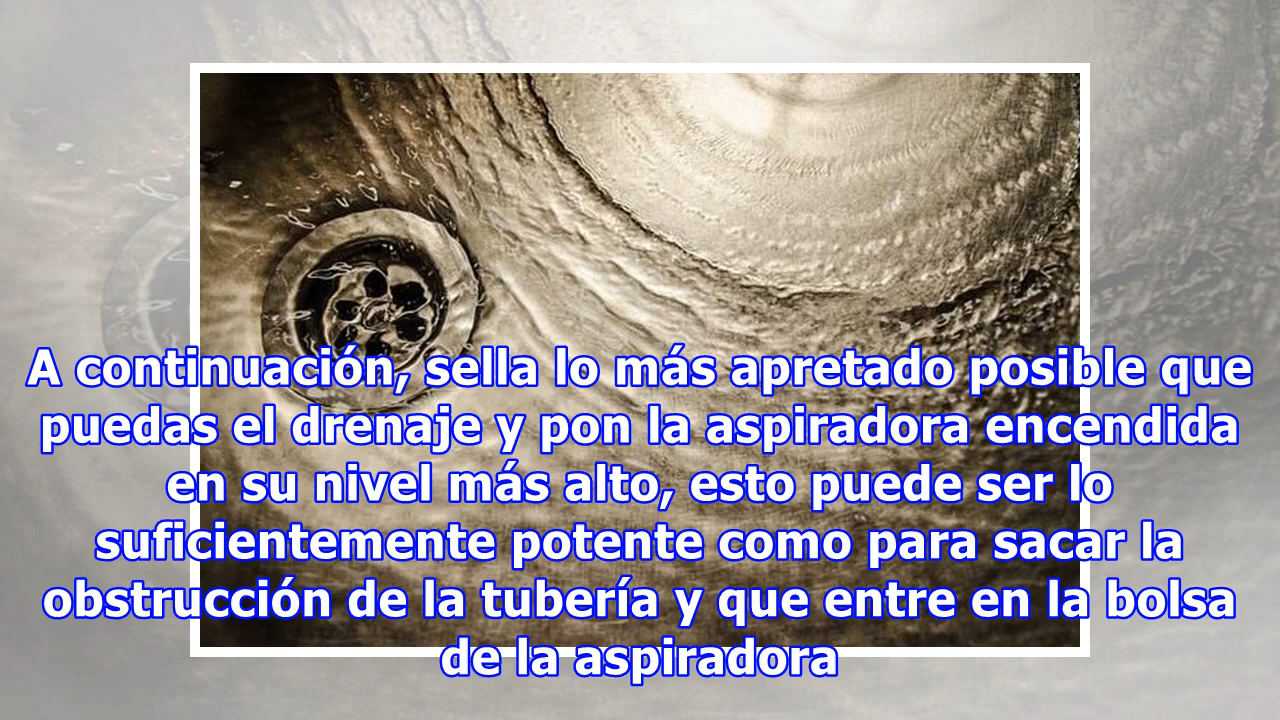 A continuación, sella lo más apretado posible que
puedas el drenaje y pon la aspiradora encendida
en su nivel más alto, esto puede ser lo
suficientemente potente como para sacar la
obstrucción de la tubería y que entre en la bolsa
de la aspiradora